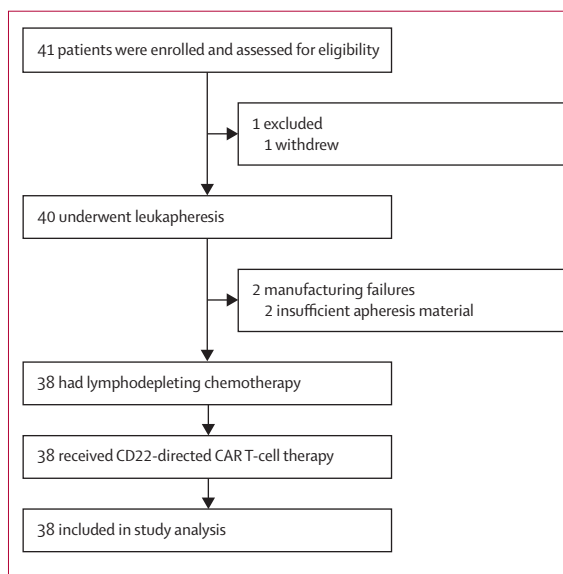 41 patients were enrolled and assessed for eligibility
1 excluded
1 withdrew
40 underwent leukapheresis
2 manufacturing failures
2 insufficient apheresis material
38 had lymphodepleting chemotherapy
38 received CD22-directed CAR T-cell therapy
38 included in study analysis